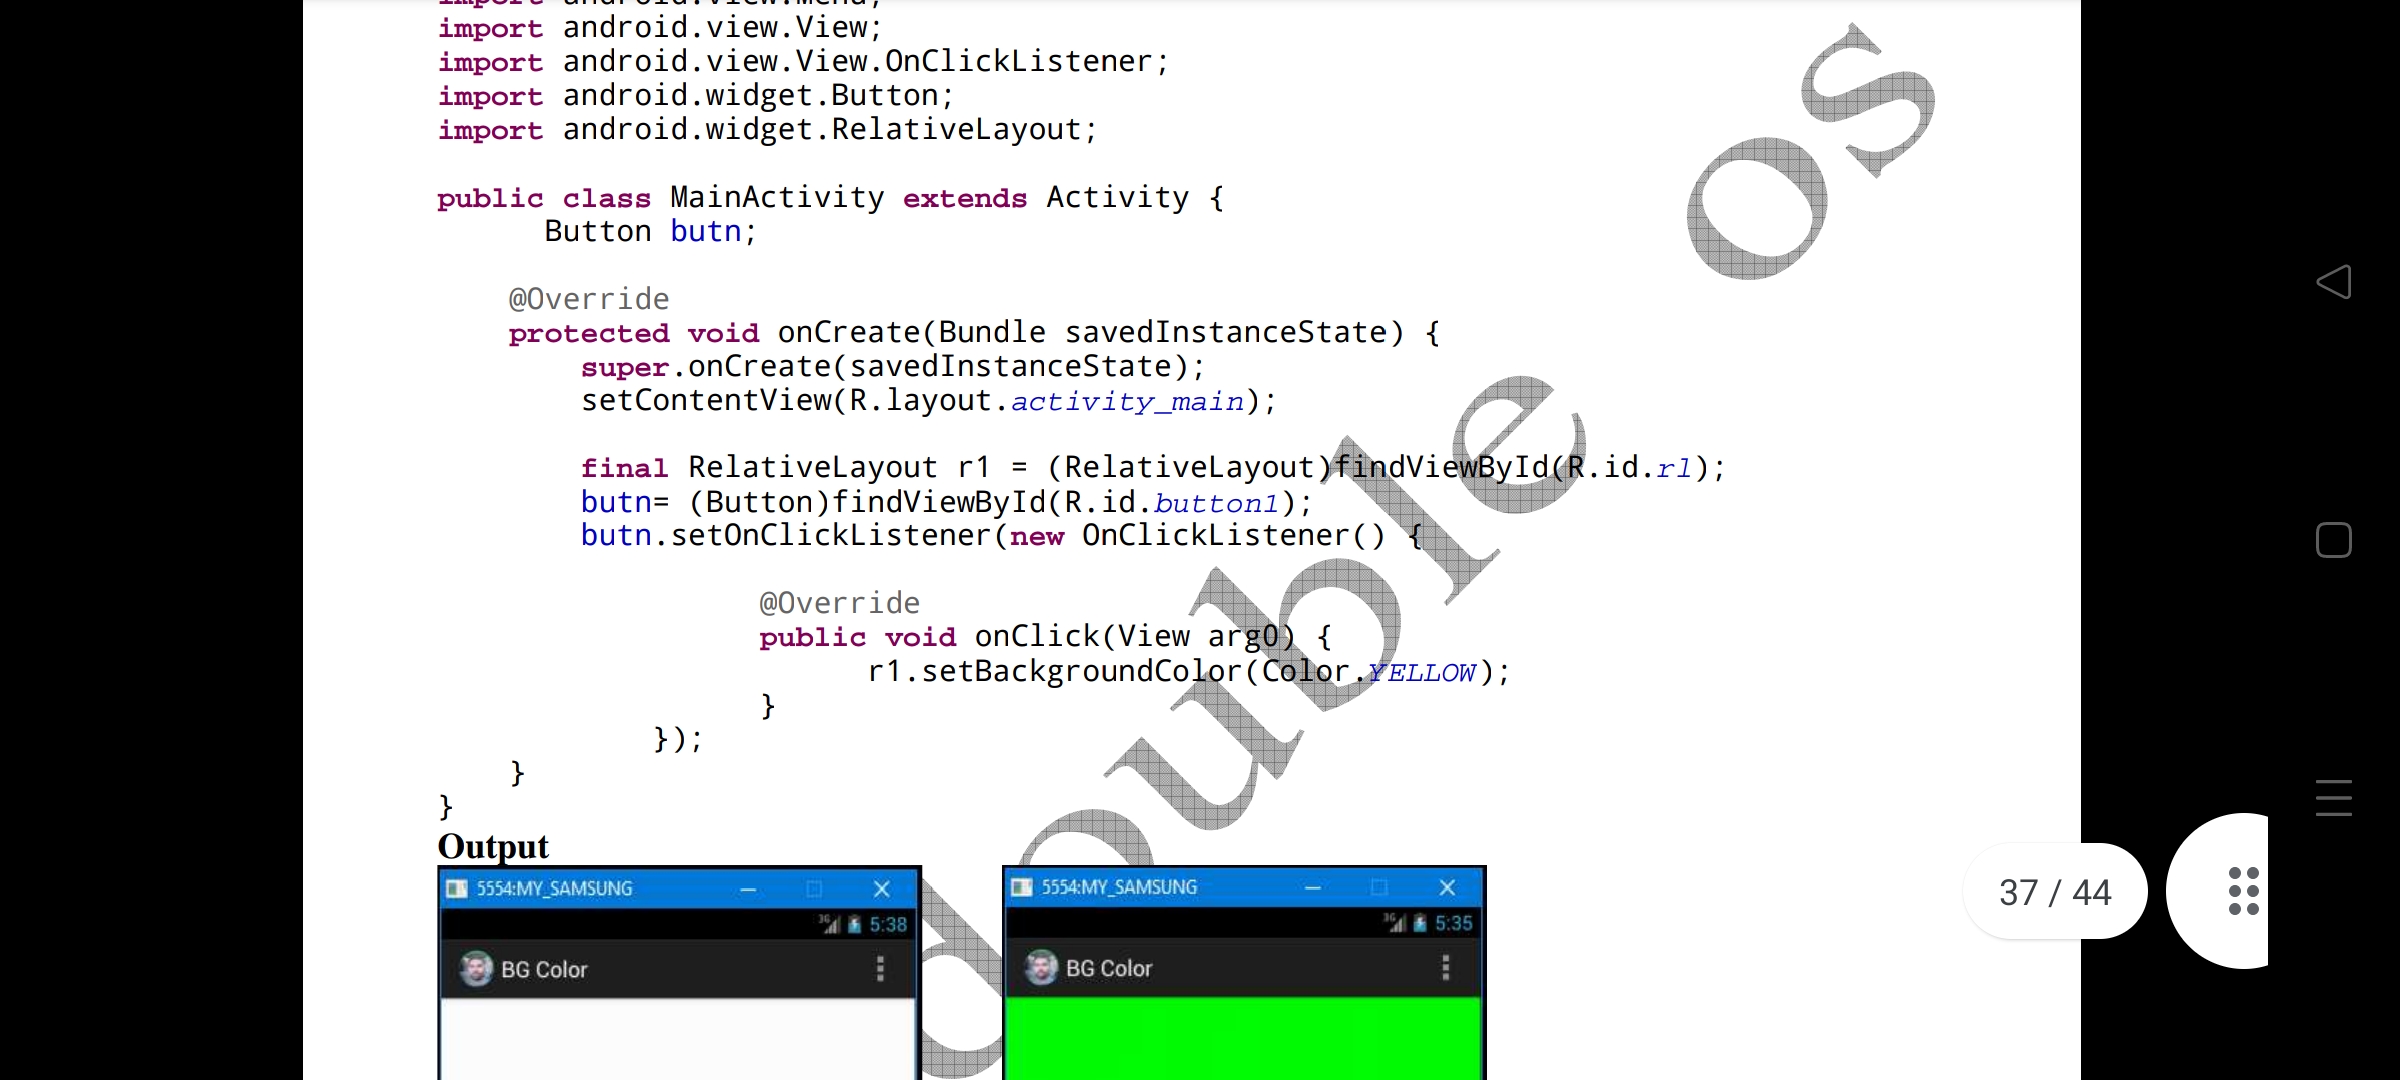 import android.view.Menu;
import android.view.View;
import android.view.View.OnClickListener;
import android.widget.Button;
import android.widget.RelativeLayout;
public class MainActivity extends Activity {
Button butn;
@Override
protected void onCreate(Bundle savedInstanceState) {
super.onCreate(savedInstanceState);
setContentView(R.layout.activity_main);
final RelativeLayout r1 = (RelativeLayout)findViewById(R.id.rl);
butn= (Button)findViewById(R.id.button1);
butn.setOnClickListener(new OnClickListener() {
@Override
public void onClick(View arg0) {
r1.setBackgroundColor(Color.YELLOW);
}
});
}
}
Output
5554:MY_SAMSUNG
3G 5:38
BG Color
5554:MY_SAMSUNG
3G 5:35
BG Color
37 / 44
double os